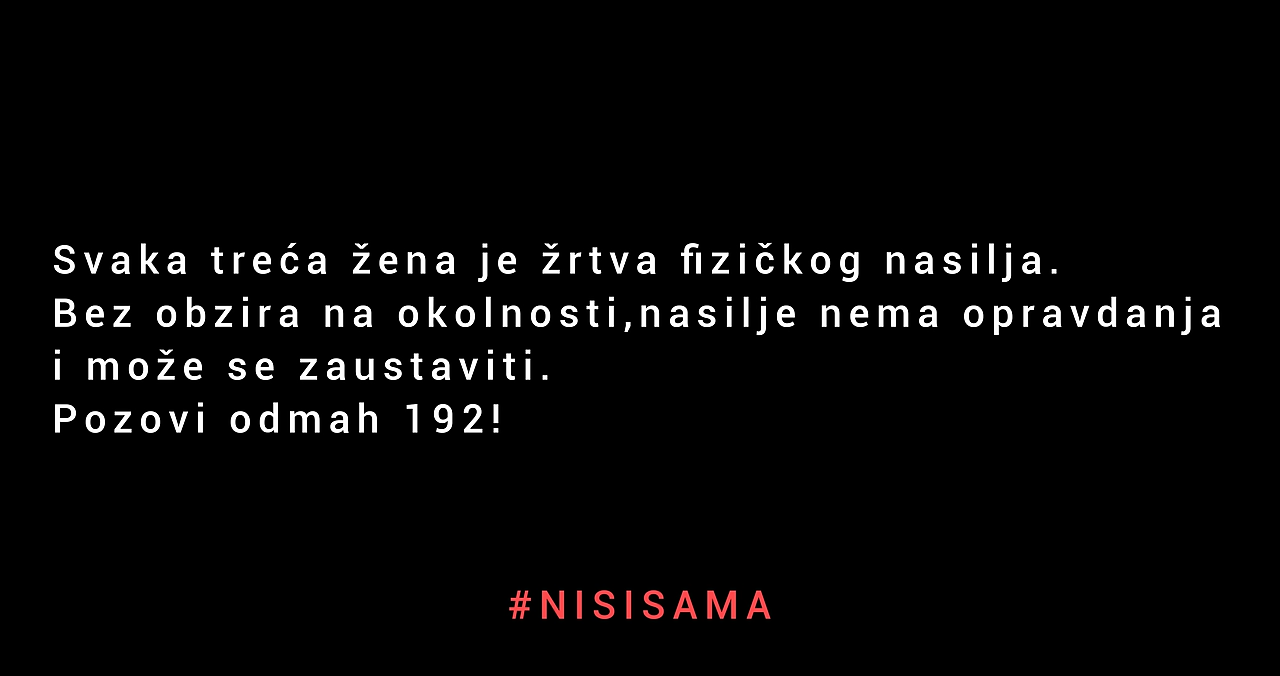 Svaka treća žena je žrtva fizičkog nasilja.
Bez obzira na okolnosti,nasilje nema opravdanja
i može se zaustaviti.
Pozovi odmah 192!
#NISISAMA